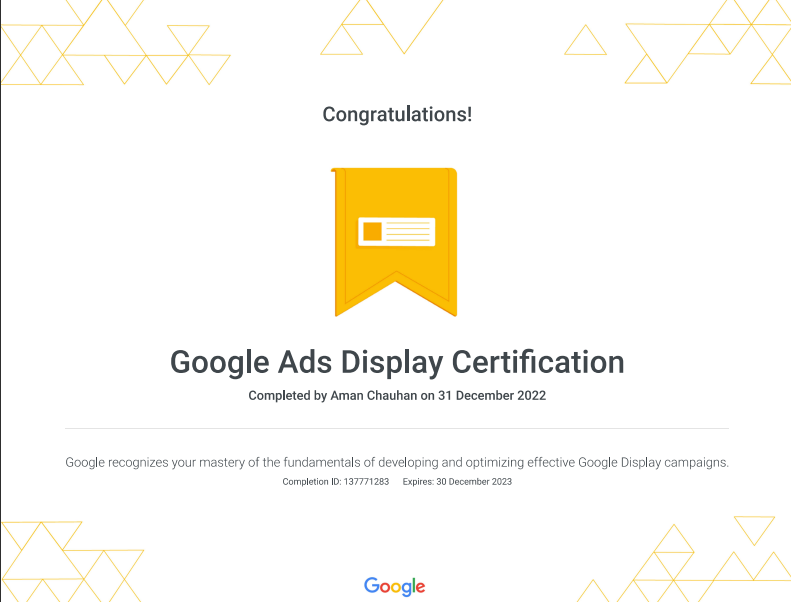 Congratulations!
Google Ads Display Certification
Completed by Aman Chauhan on 31 December 2022
Google recognizes your mastery of the fundamentals of developing and optimizing effective Google Display campaigns.
Completion ID: 137771283 Expires: 30 December 2023
Google